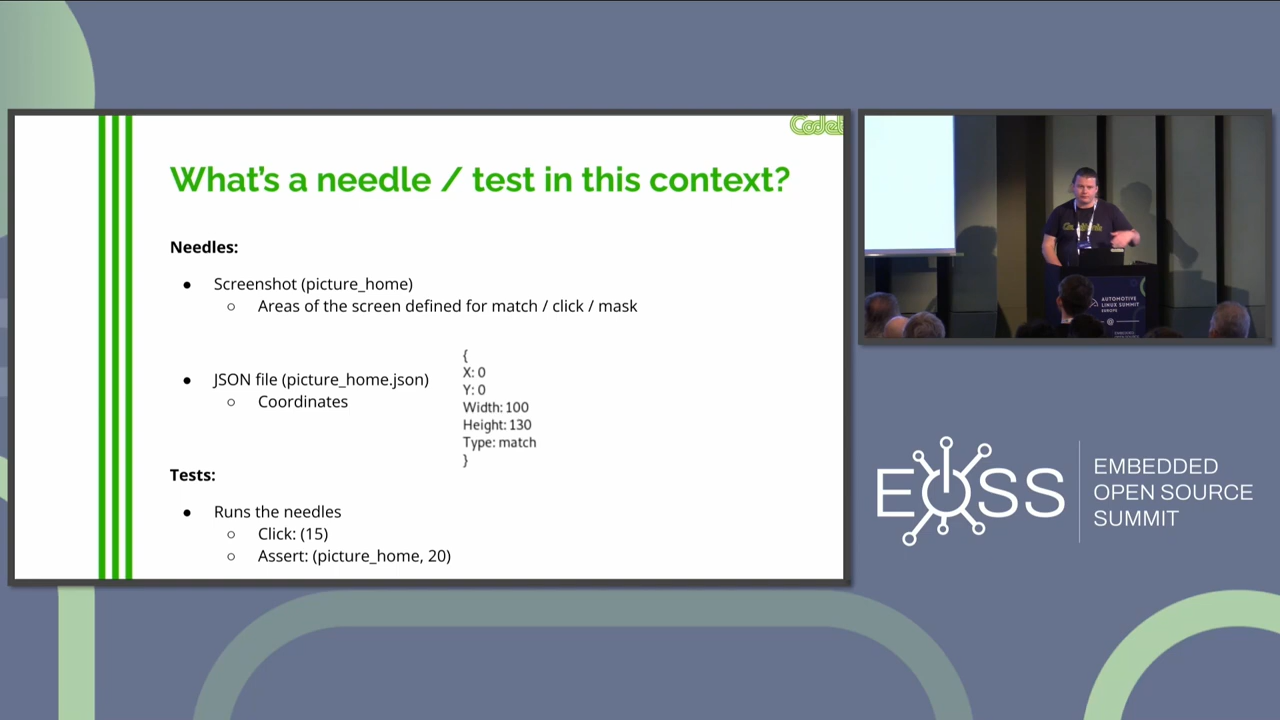 What's a needle / test in this context?
Needles:
● Screenshot (picture_home)
○ Areas of the screen defined for match / click / mask
● JSON file (picture_home.json)
○ Coordinates
{
X: 0
Y: 0
Width: 100
Height: 130
Type: match
}
Tests:
● Runs the needles
○ Click: (15)
○ Assert: (picture_home, 20)
AUTOMOTIVE
LINUX SUMMIT
EUROPE
EOSS
EMBEDDED
OPEN SOURCE
SUMMIT